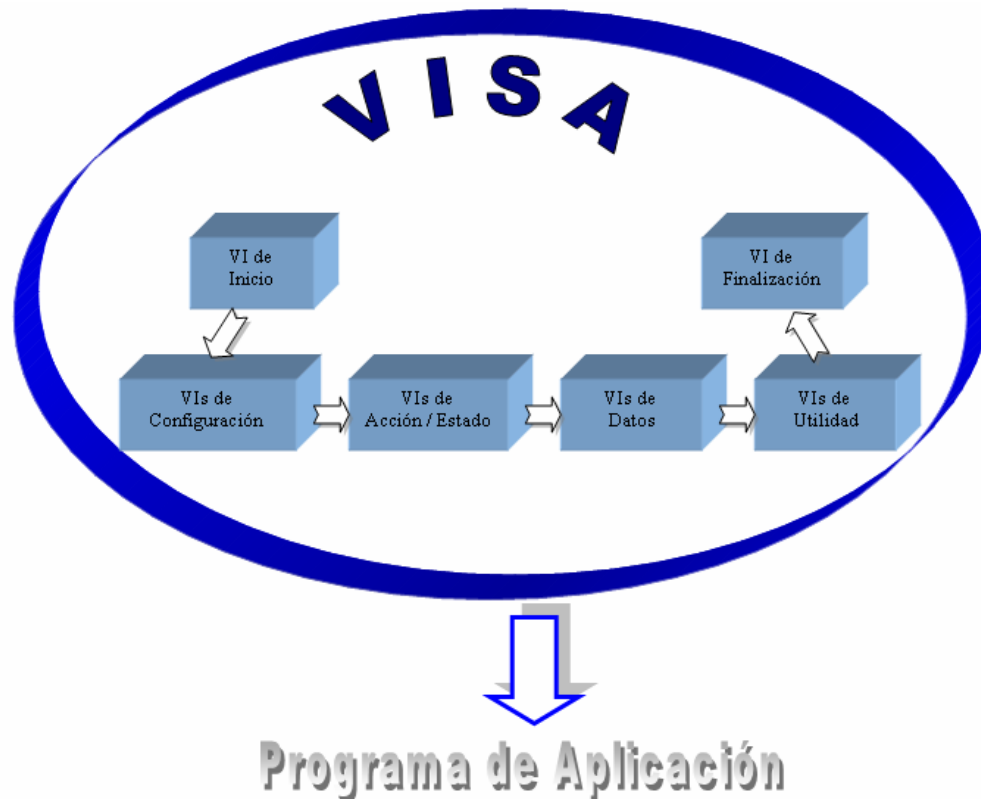 VISA
VI de
Inicio
VI de
Finalización
VIs de
Configuración
VIs de
Acción / Estado
VIs de
Datos
VIs de
Utilidad
Programa de Aplicación